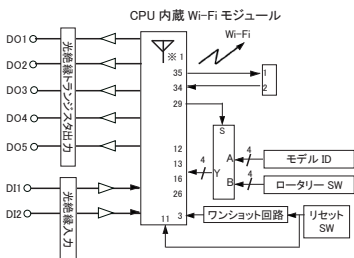 CPU 内蔵 Wi-Fi モジュール
Wi-Fi
DO1
DO2
DO3
DO4
DO5
光絶縁トランジスタ出力
DI1
DI2
光絶縁入力
※1
35
34
29
12
13
16
26
11
3
1
2
S
A
B
Y
4
4
4
モデル ID
ロータリー SW
ワンショット回路
リセット
SW